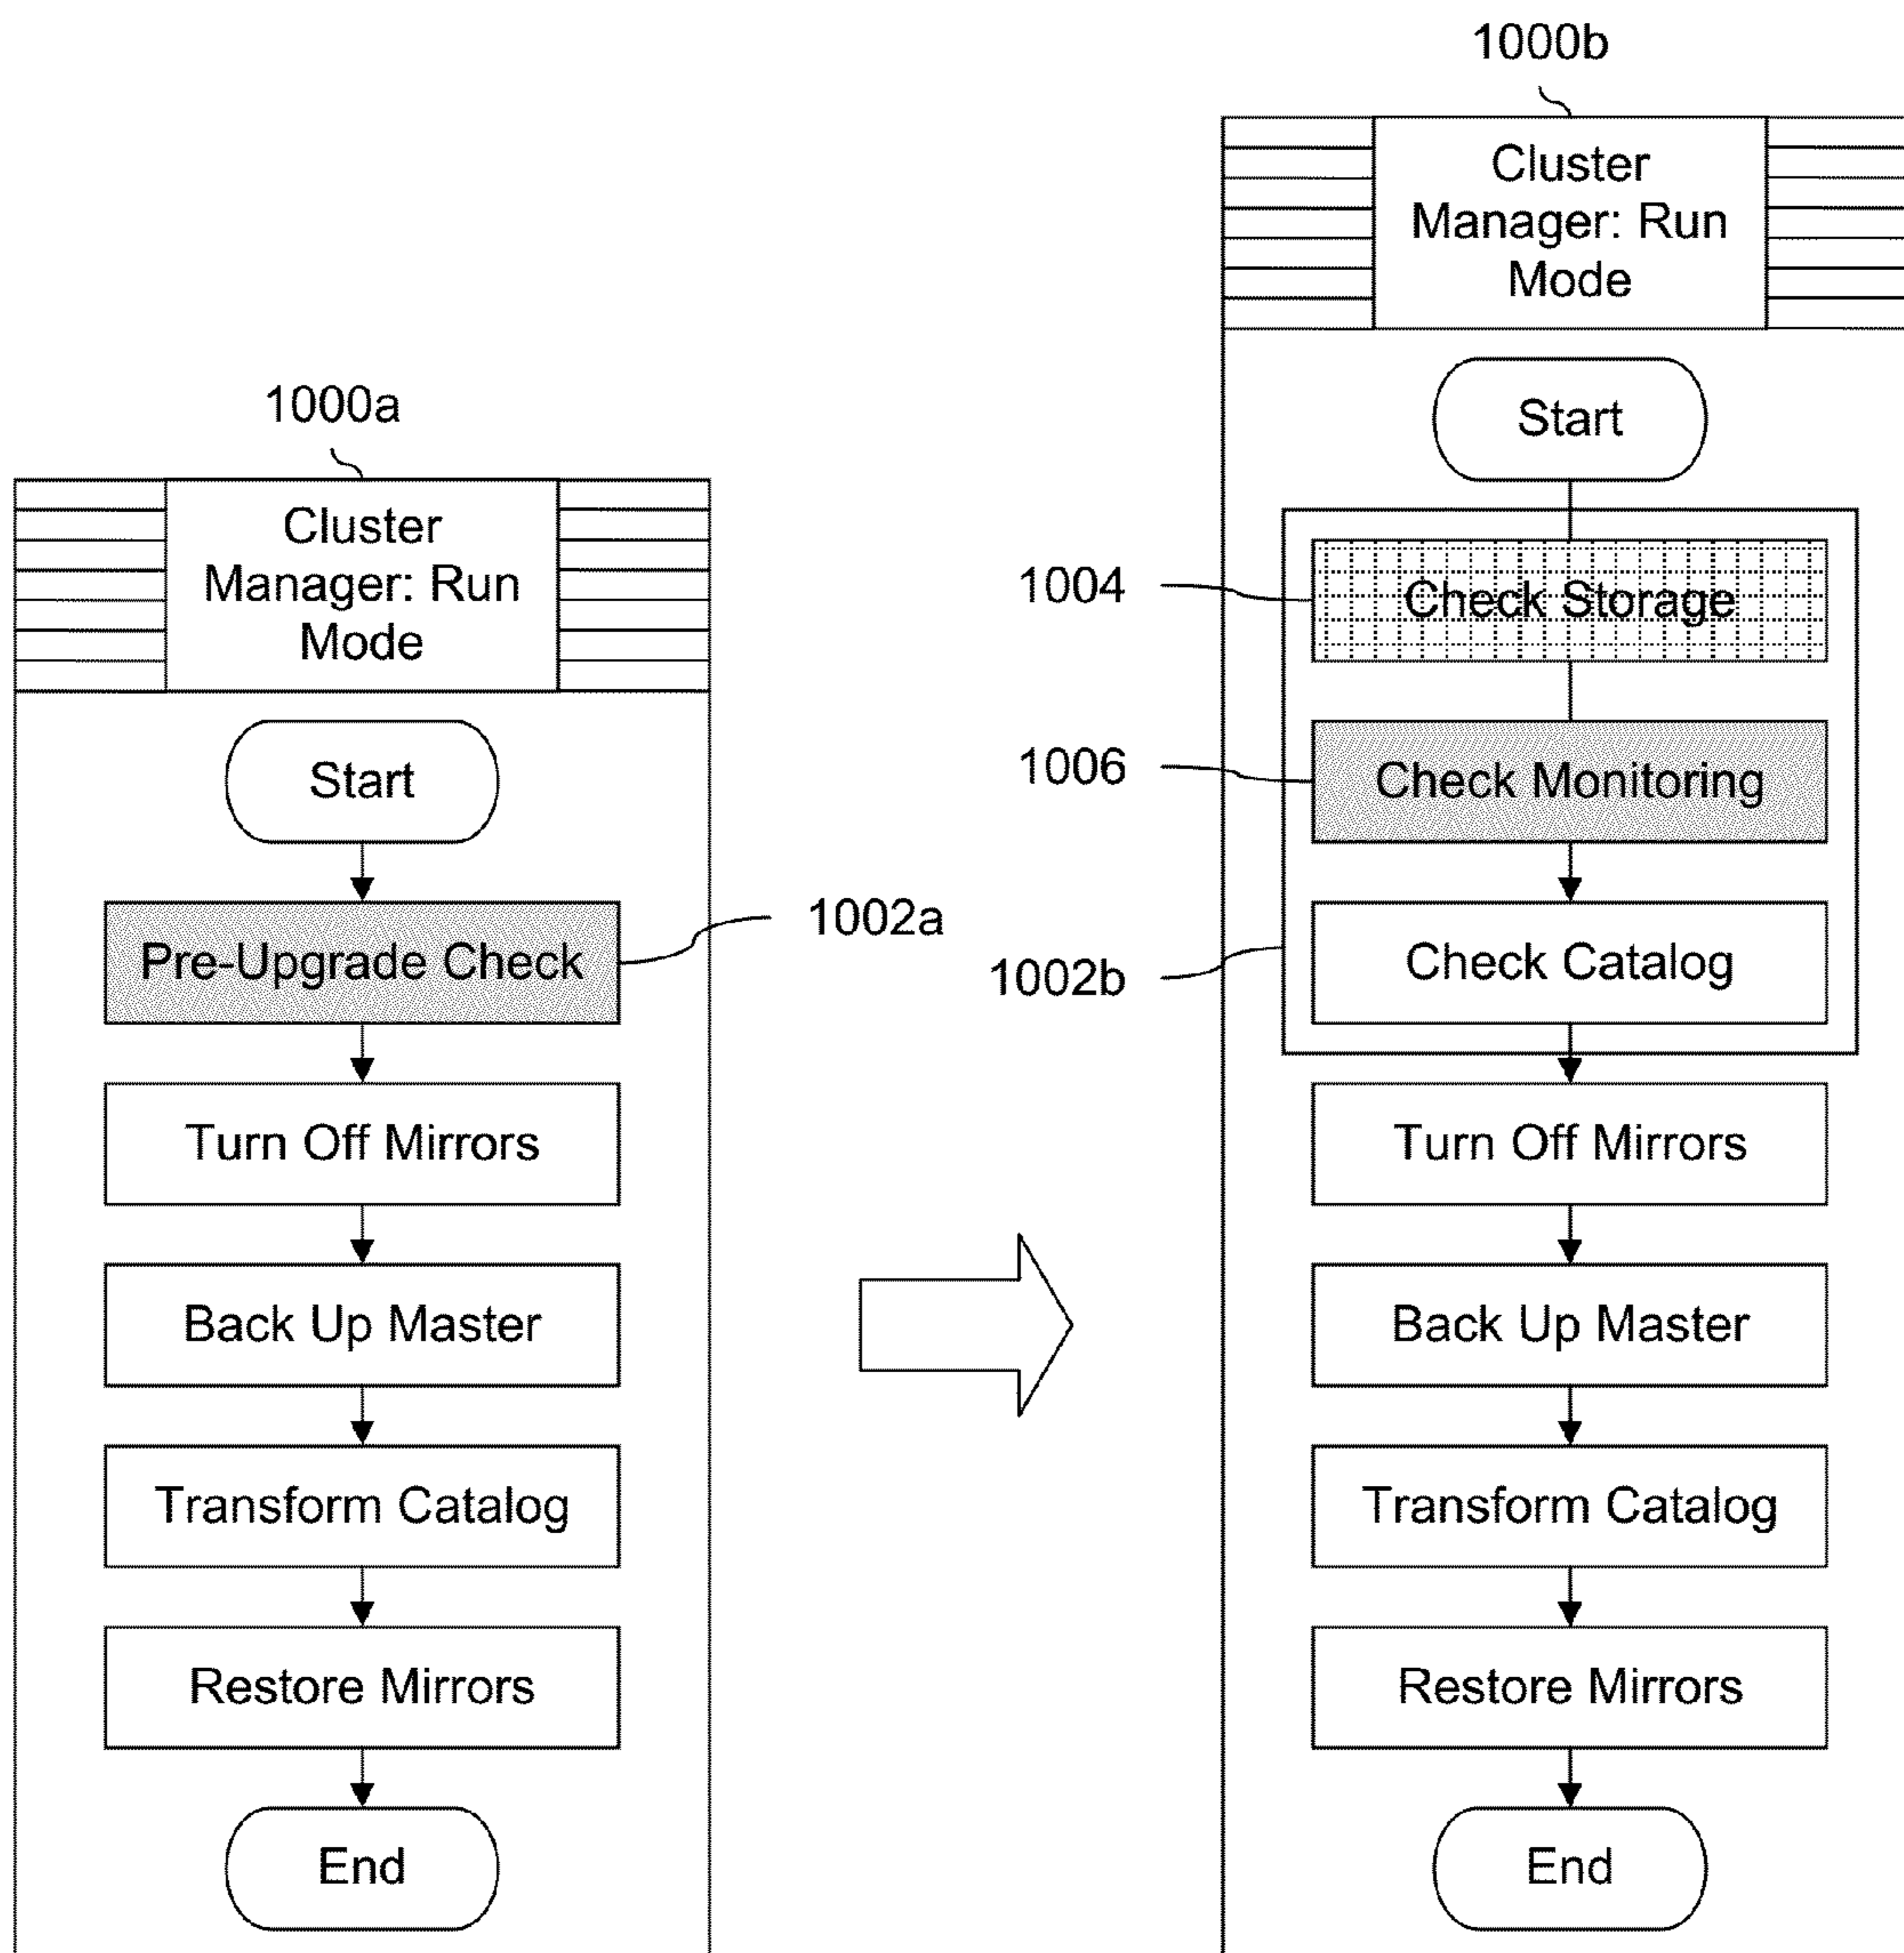 1000a
Cluster
Manager: Run
Mode
Start
Pre-Upgrade Check
1002a
Turn Off Mirrors
Back Up Master
Transform Catalog
Restore Mirrors
End
1000b
Cluster
Manager: Run
Mode
Start
1004
Check Storage
1006
Check Monitoring
1002b
Check Catalog
Turn Off Mirrors
Back Up Master
Transform Catalog
Restore Mirrors
End